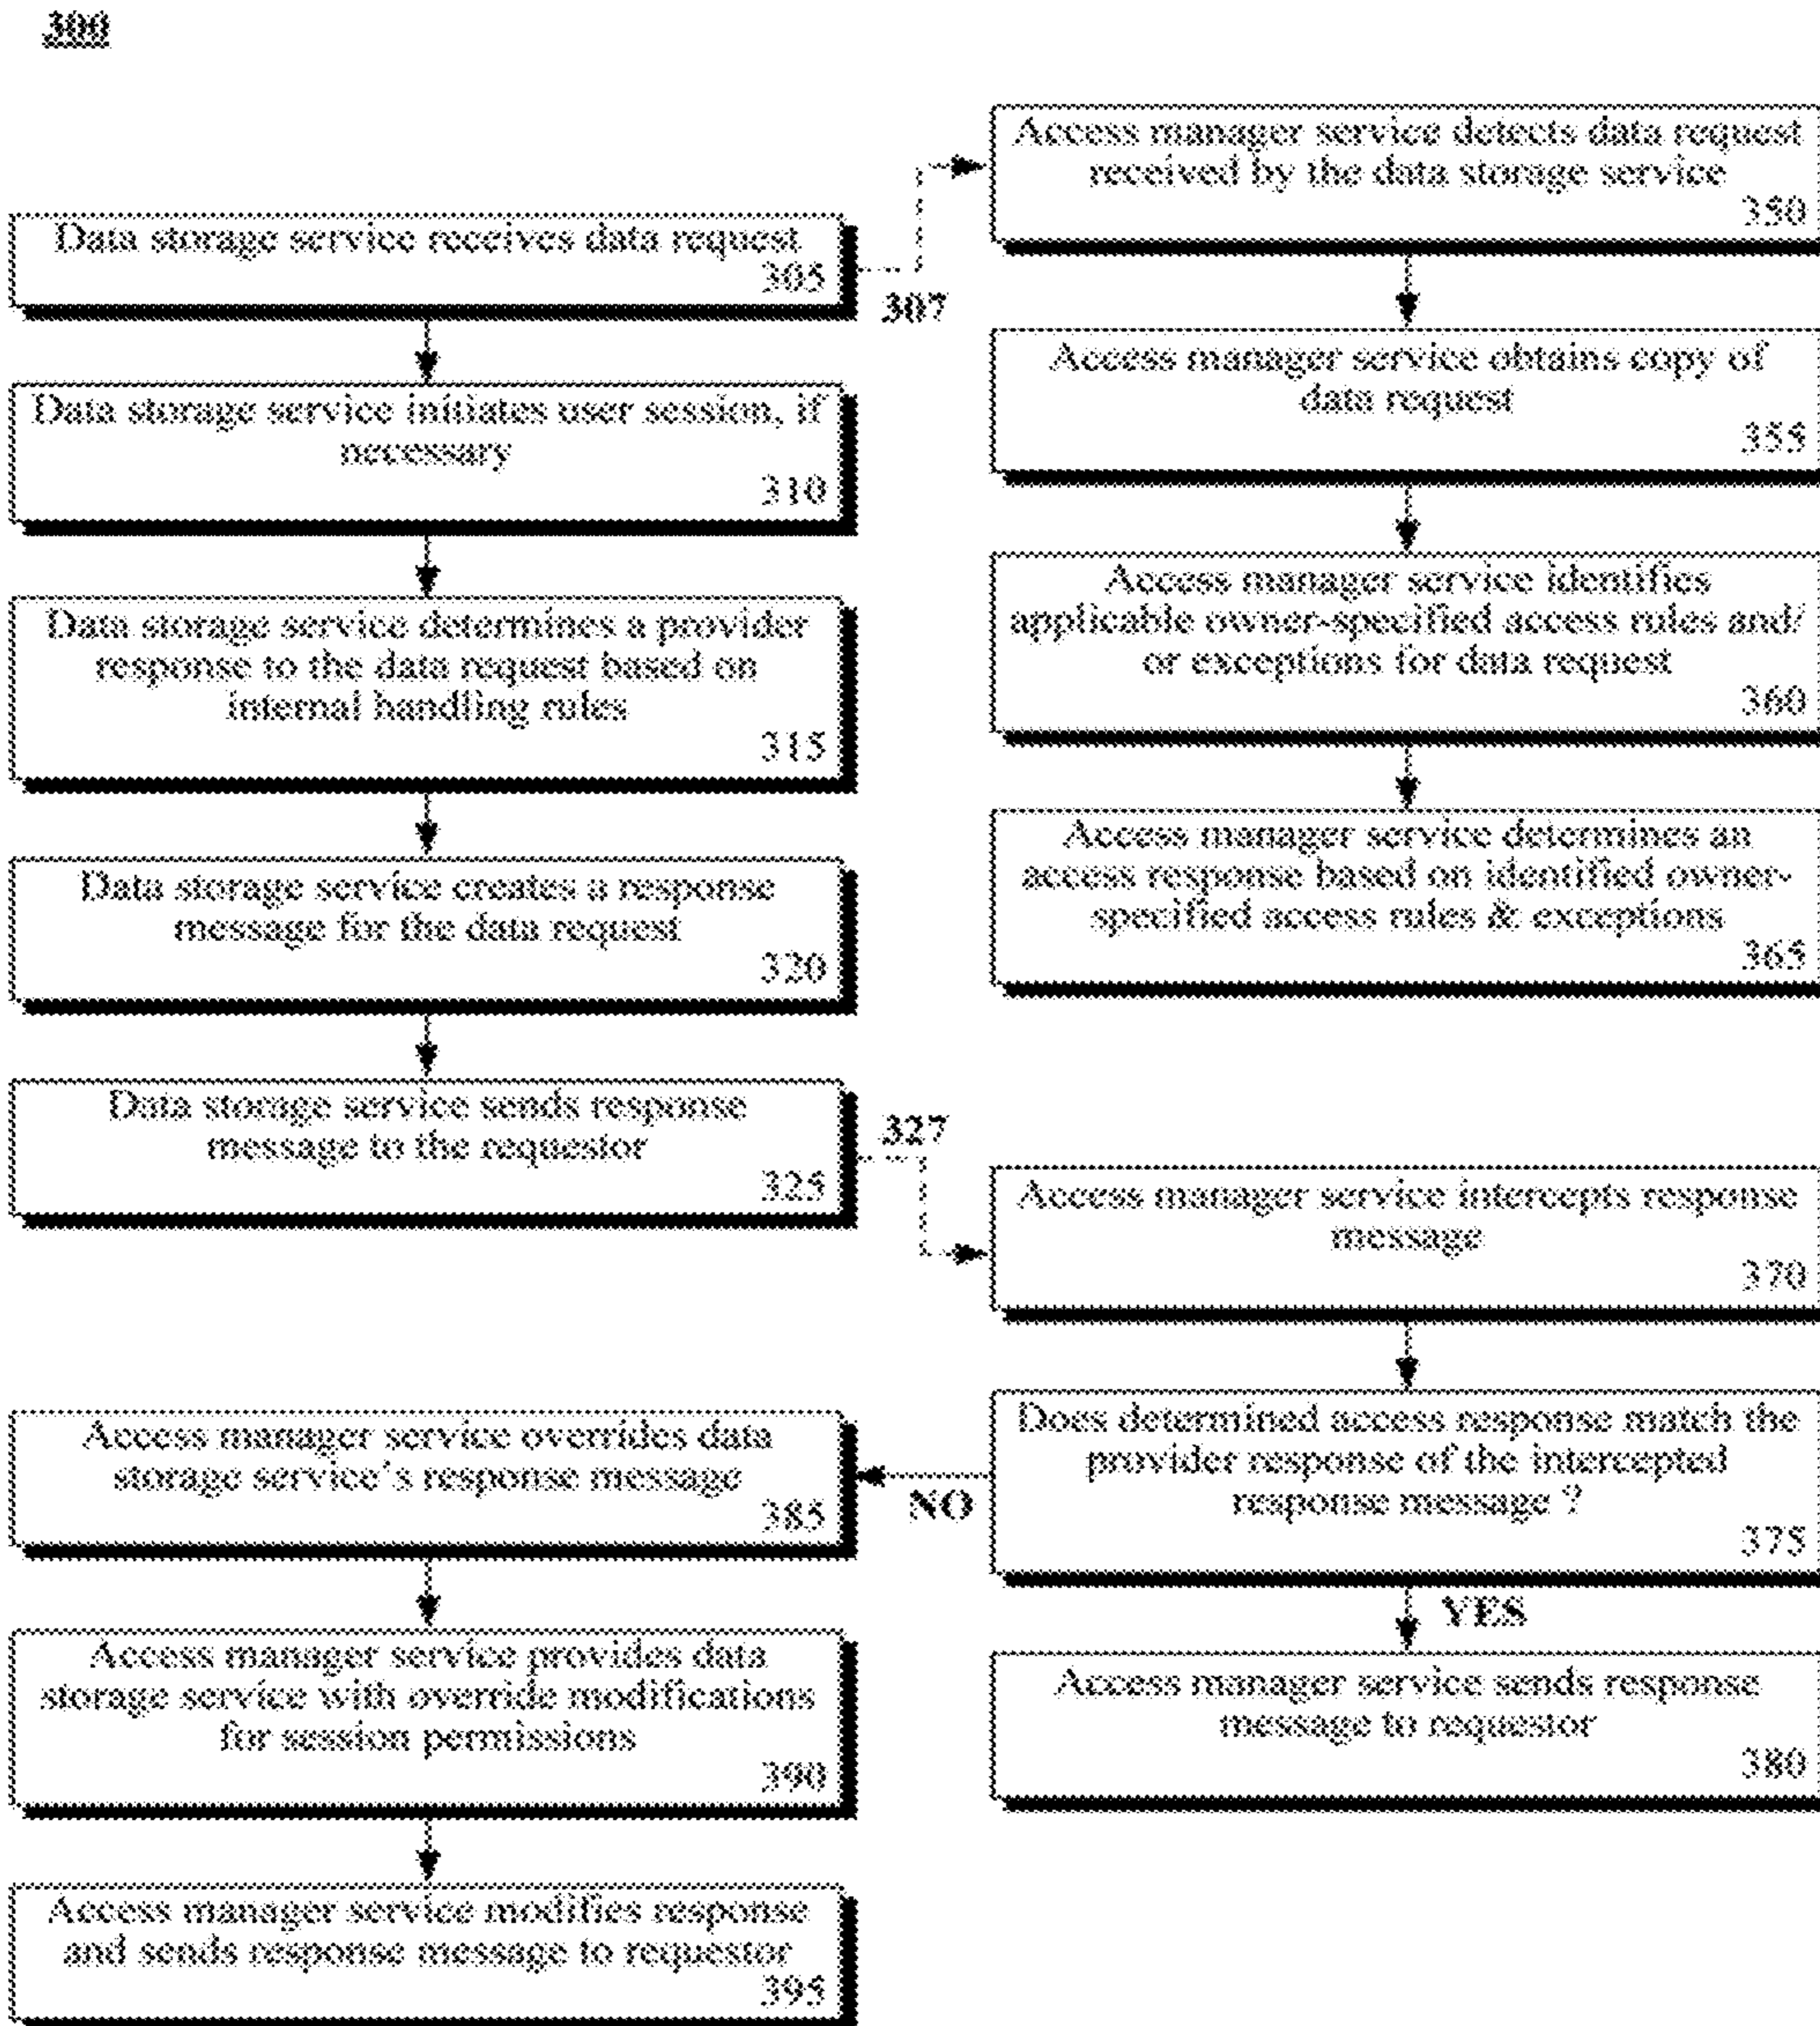 300
Data storage service receives data request
305
307
Data storage service initiates user session, if
necessary
310
Data storage service determines a provider
response to the data request based on
internal handling rules
315
Data storage service creates a response
message for the data request
320
Data storage service sends response
message to the requestor
325
327
Access manager service detects data request
received by the data storage service
350
Access manager service obtains copy of
data request
355
Access manager service identifies
applicable owner-specified access rules and/
or exceptions for data request
360
Access manager service determines an
access response based on identified owner-
specified access rules & exceptions
365
Access manager service intercepts response
message
370
Does determined access response match the
provider response of the intercepted
response message ?
375
YES
Access manager service sends response
message to requestor
380
NO
Access manager service overrides data
storage service's response message
385
Access manager service provides data
storage service with override modifications
for session permissions
390
Access manager service modifies response
and sends response message to requestor
395